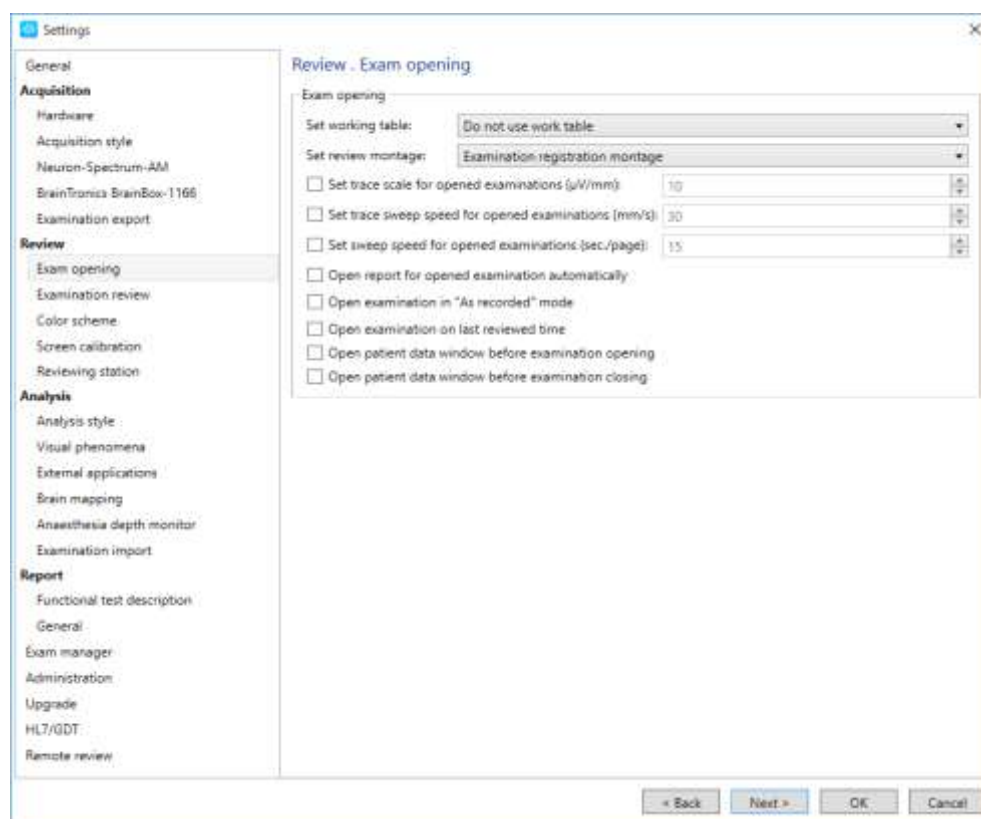 Settings
General
Acquisition
Hardware
Acquisition style
Neuron-Spectrum-AM
BrainTronics BrainBox-1166
Examination export
Review
Exam opening
Examination review
Color scheme
Screen calibration
Reviewing station
Analysis
Analysis style
Visual phenomena
External applications
Brain mapping
Anaesthesia depth monitor
Examination import
Report
Functional test description
General
Exam manager
Administration
Upgrade
HL7/GDT
Remote review
Review . Exam opening
Exam opening
Set working table: Do not use work table
Set review montage: Examination registration montage
Set trace scale for opened examinations (µV/mm): 10
Set trace sweep speed for opened examinations (mm/s): 30
Set sweep speed for opened examinations (sec./page): 15
Open report for opened examination automatically
Open examination in "As recorded" mode
Open examination on last reviewed time
Open patient data window before examination opening
Open patient data window before examination closing
< Back Next > OK Cancel